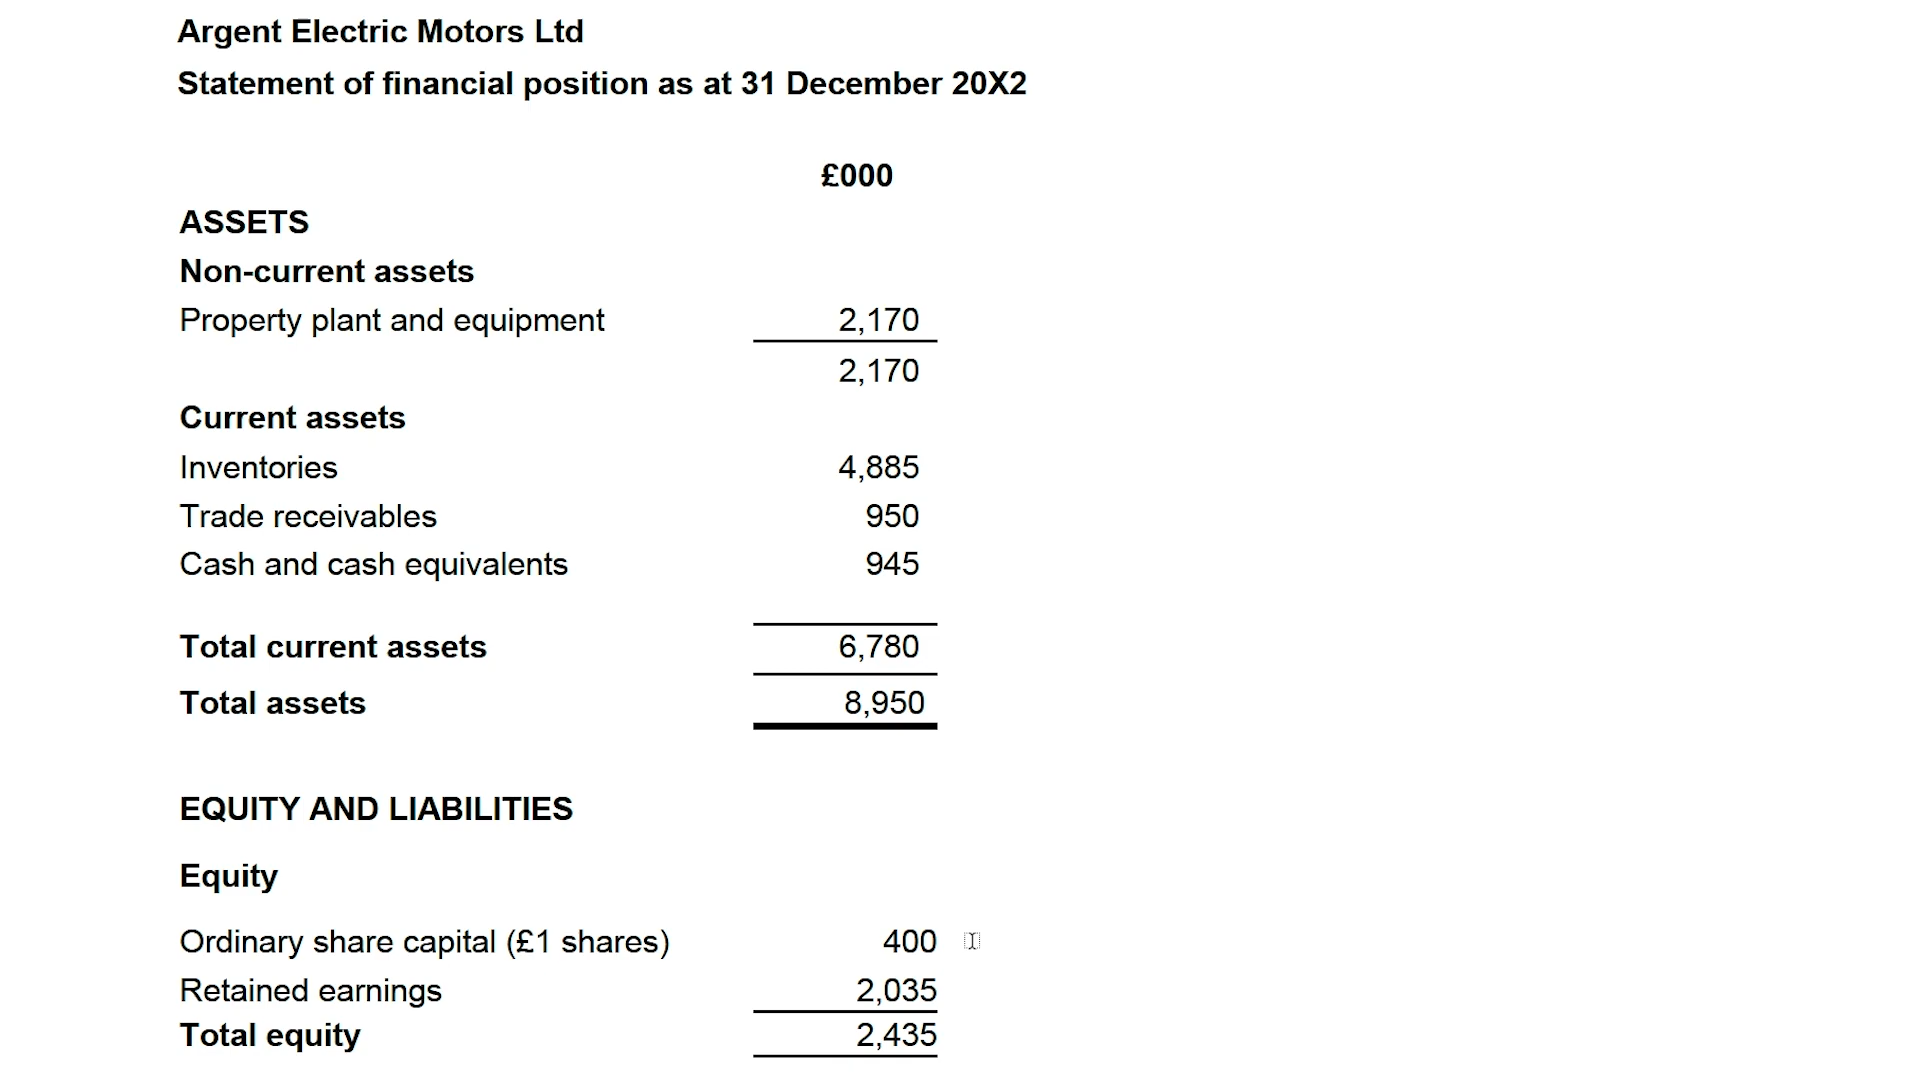 Argent Electric Motors Ltd
Statement of financial position as at 31 December 20X2
£000
ASSETS
Non-current assets
Property plant and equipment 2,170
2,170
Current assets
Inventories 4,885
Trade receivables 950
Cash and cash equivalents 945
Total current assets 6,780
Total assets 8,950
EQUITY AND LIABILITIES
Equity
Ordinary share capital (£1 shares) 400
Retained earnings 2,035
Total equity 2,435